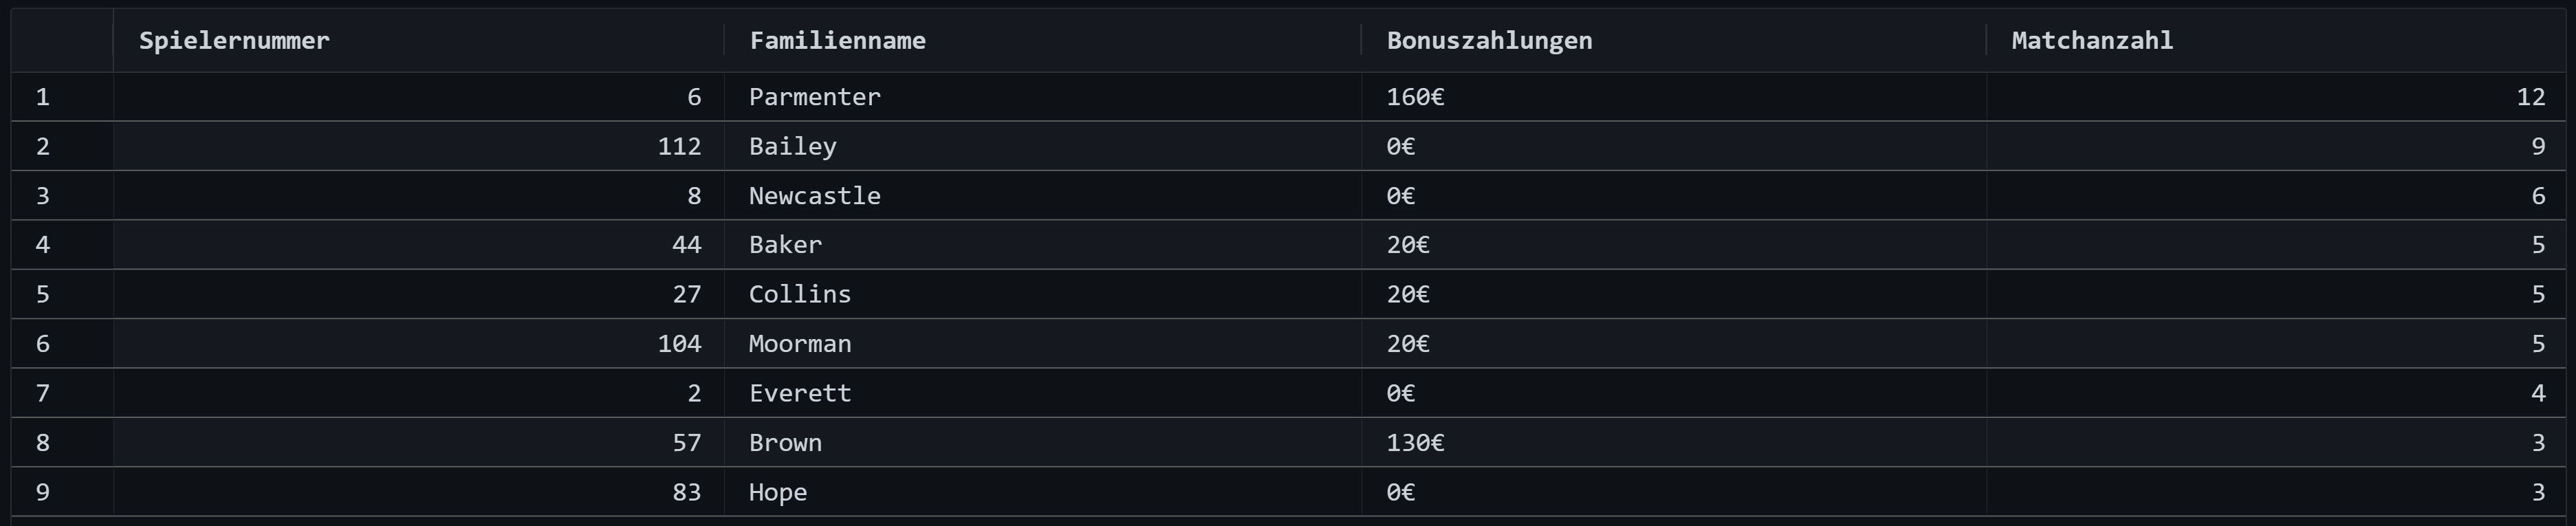 Spielernummer Familienname Bonuszahlungen Matchanzahl
1 6 Parmenter 160€ 12
2 112 Bailey 0€ 9
3 8 Newcastle 0€ 6
4 44 Baker 20€ 5
5 27 Collins 20€ 5
6 104 Moorman 20€ 5
7 2 Everett 0€ 4
8 57 Brown 130€ 3
9 83 Hope 0€ 3